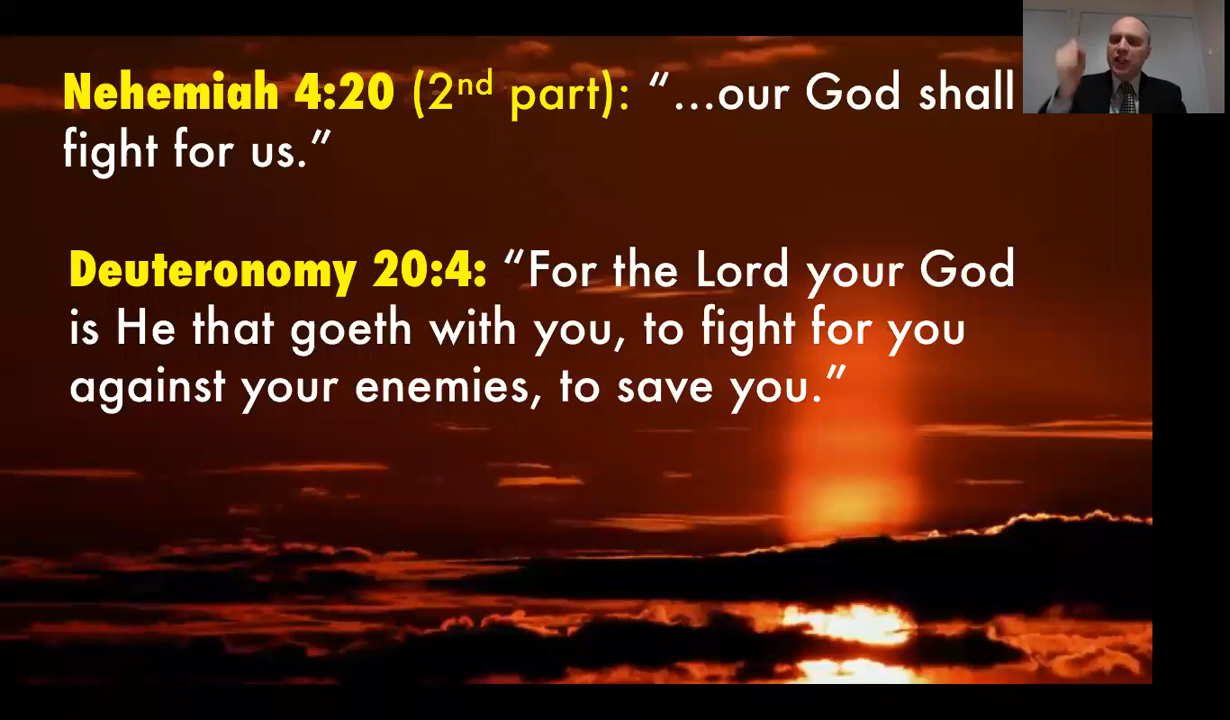 Nehemiah 4:20 (2nd part): “...our God shall
fight for us.”
Deuteronomy 20:4: “For the Lord your God
is He that goeth with you, to fight for you
against your enemies, to save you.”